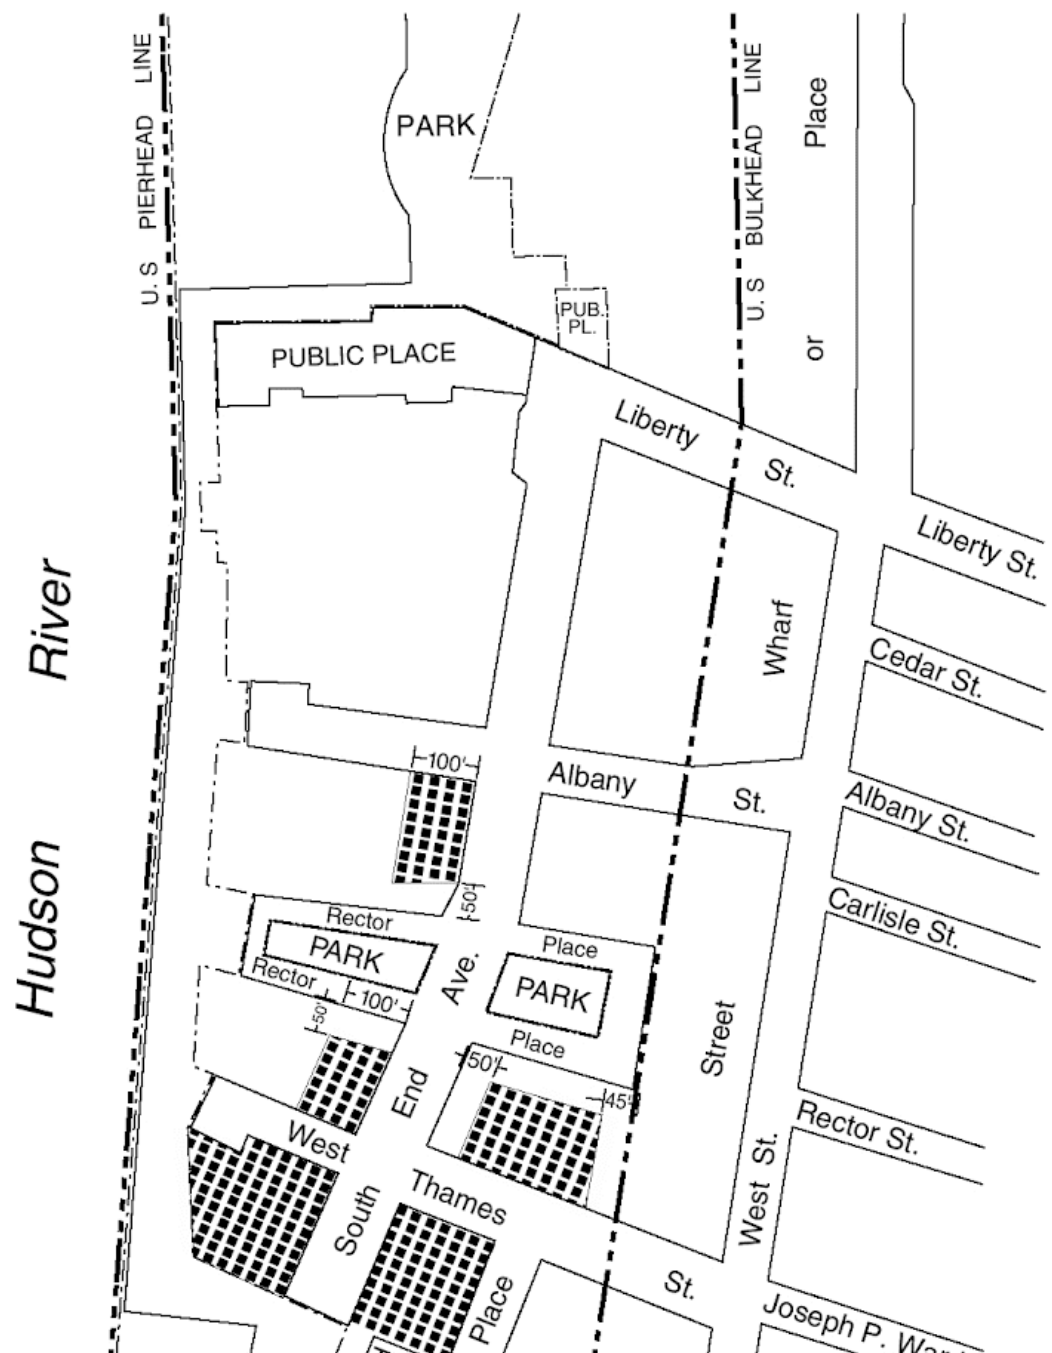 U.S PIERHEAD LINE
PARK
U.S BULKHEAD LINE
Place
or
Wharf
Street
PUB.
PL.
PUBLIC PLACE
Liberty
St.
Liberty St.
Cedar St.
Hudson River
100'
Albany
St.
Albany St.
50'
Carlisle St.
Rector
Place
PARK
Rector
100'
50'
Ave.
PARK
Place
50'
45'
End
West
Thames
St.
South
Rector St.
West St.
Place
Joseph P.